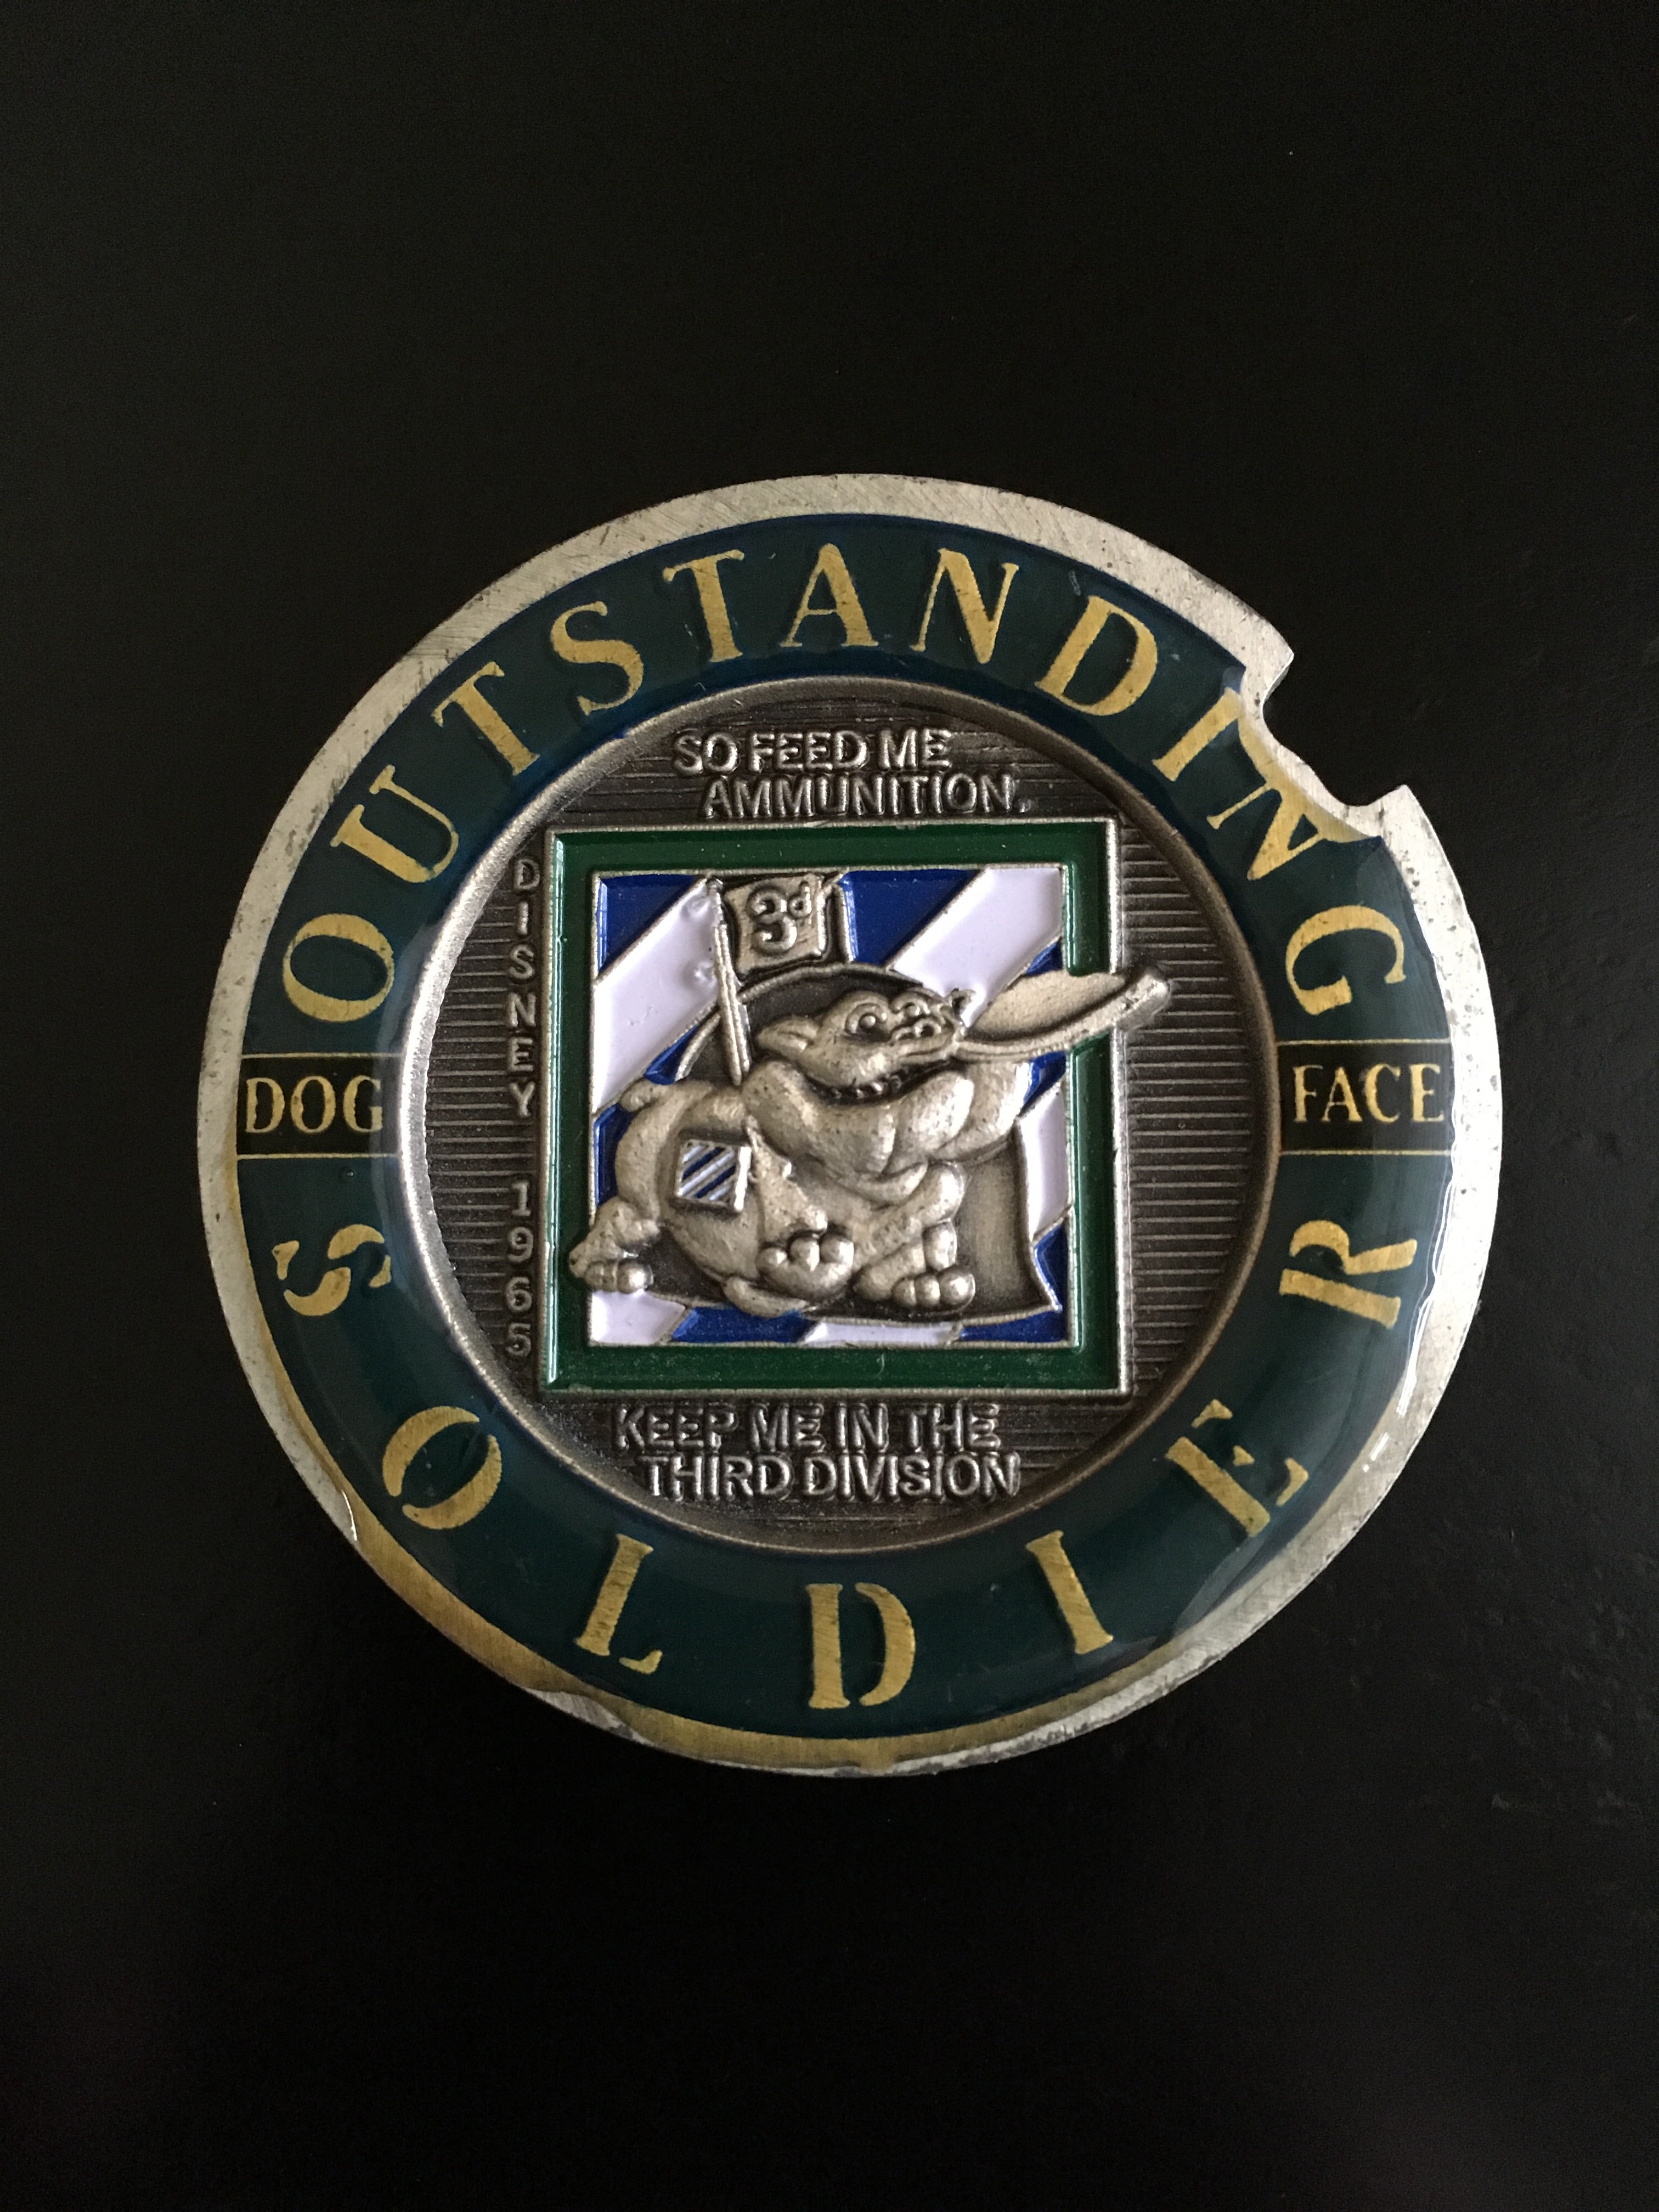 OUTSTANDING
SO FEED ME
AMMUNITION,
3d
DISNEY 1965
DOG
FACE
KEEP ME IN THE
THIRD DIVISION
SOLDIER